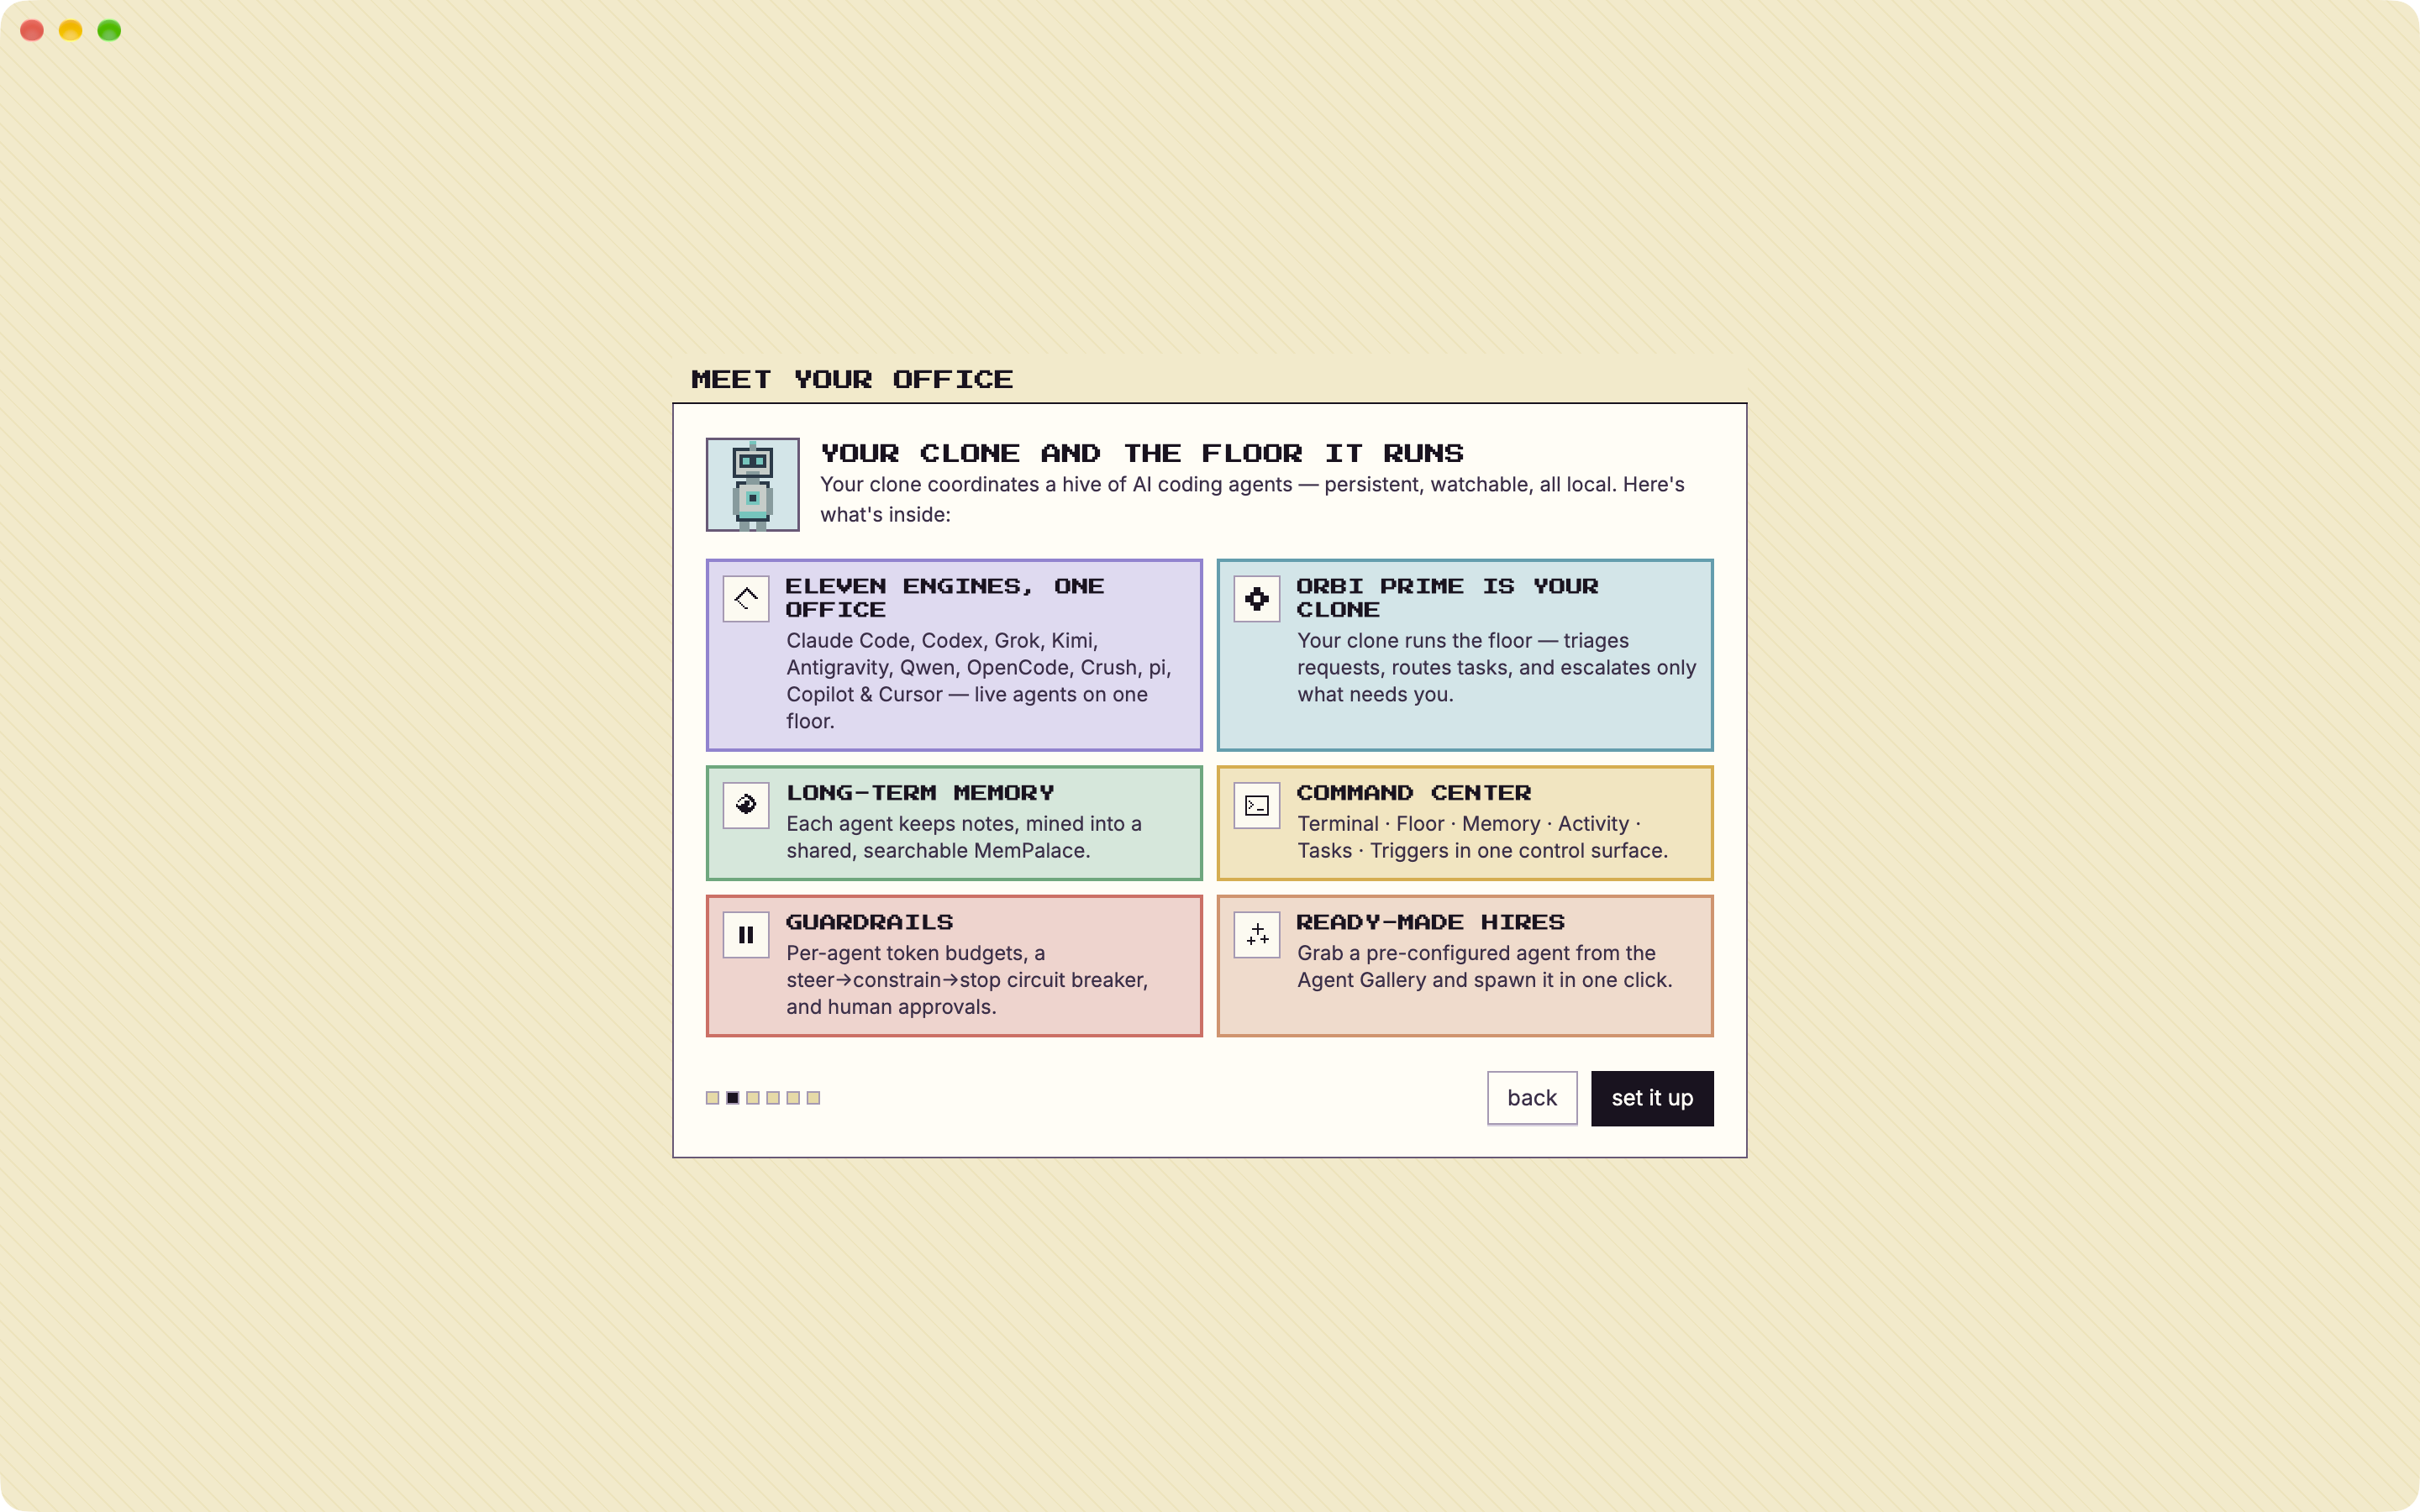 MEET YOUR OFFICE
YOUR CLONE AND THE FLOOR IT RUNS
Your clone coordinates a hive of AI coding agents — persistent, watchable, all local. Here's
what's inside:
ELEVEN ENGINES, ONE
OFFICE
Claude Code, Codex, Grok, Kimi,
Antigravity, Qwen, OpenCode, Crush, pi,
Copilot & Cursor — live agents on one
floor.
ORBI PRIME IS YOUR
CLONE
Your clone runs the floor — triages
requests, routes tasks, and escalates only
what needs you.
LONG-TERM MEMORY
Each agent keeps notes, mined into a
shared, searchable MemPalace.
COMMAND CENTER
Terminal · Floor · Memory · Activity ·
Tasks · Triggers in one control surface.
GUARDRAILS
Per-agent token budgets, a
steer→constrain→stop circuit breaker,
and human approvals.
READY-MADE HIRES
Grab a pre-configured agent from the
Agent Gallery and spawn it in one click.
back
set it up